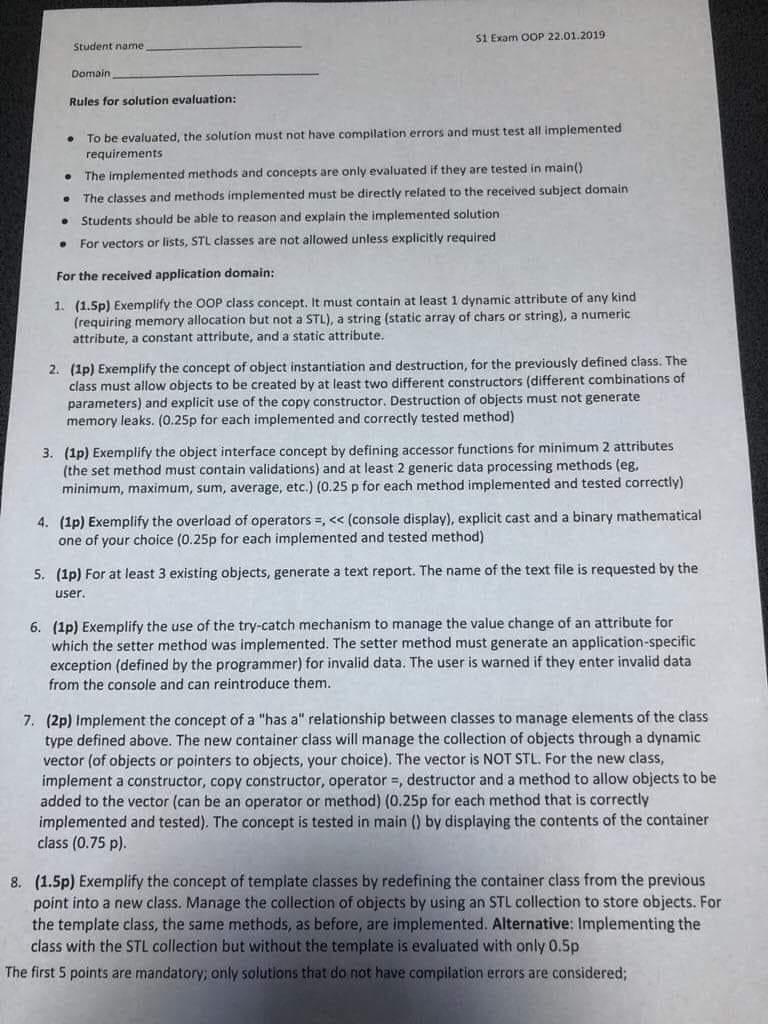 Student name
S1 Exam OOP 22.01.2019
Domain
Rules for solution evaluation:
• To be evaluated, the solution must not have compilation errors and must test all implemented
requirements
• The implemented methods and concepts are only evaluated if they are tested in main()
• The classes and methods implemented must be directly related to the received subject domain
• Students should be able to reason and explain the implemented solution
• For vectors or lists, STL classes are not allowed unless explicitly required
For the received application domain:
1. (1.5p) Exemplify the OOP class concept. It must contain at least 1 dynamic attribute of any kind
(requiring memory allocation but not a STL), a string (static array of chars or string), a numeric
attribute, a constant attribute, and a static attribute.
2. (1p) Exemplify the concept of object instantiation and destruction, for the previously defined class. The
class must allow objects to be created by at least two different constructors (different combinations of
parameters) and explicit use of the copy constructor. Destruction of objects must not generate
memory leaks. (0.25p for each implemented and correctly tested method)
3. (1p) Exemplify the object interface concept by defining accessor functions for minimum 2 attributes
(the set method must contain validations) and at least 2 generic data processing methods (eg,
minimum, maximum, sum, average, etc.) (0.25 p for each method implemented and tested correctly)
4. (1p) Exemplify the overload of operators =, << (console display), explicit cast and a binary mathematical
one of your choice (0.25p for each implemented and tested method)
5. (1p) For at least 3 existing objects, generate a text report. The name of the text file is requested by the
user.
6. (1p) Exemplify the use of the try-catch mechanism to manage the value change of an attribute for
which the setter method was implemented. The setter method must generate an application-specific
exception (defined by the programmer) for invalid data. The user is warned if they enter invalid data
from the console and can reintroduce them.
7. (2p) Implement the concept of a "has a" relationship between classes to manage elements of the class
type defined above. The new container class will manage the collection of objects through a dynamic
vector (of objects or pointers to objects, your choice). The vector is NOT STL. For the new class,
implement a constructor, copy constructor, operator =, destructor and a method to allow objects to be
added to the vector (can be an operator or method) (0.25p for each method that is correctly
implemented and tested). The concept is tested in main () by displaying the contents of the container
class (0.75 p).
8. (1.5p) Exemplify the concept of template classes by redefining the container class from the previous
point into a new class. Manage the collection of objects by using an STL collection to store objects. For
the template class, the same methods, as before, are implemented. Alternative: Implementing the
class with the STL collection but without the template is evaluated with only 0.5p
The first 5 points are mandatory; only solutions that do not have compilation errors are considered;